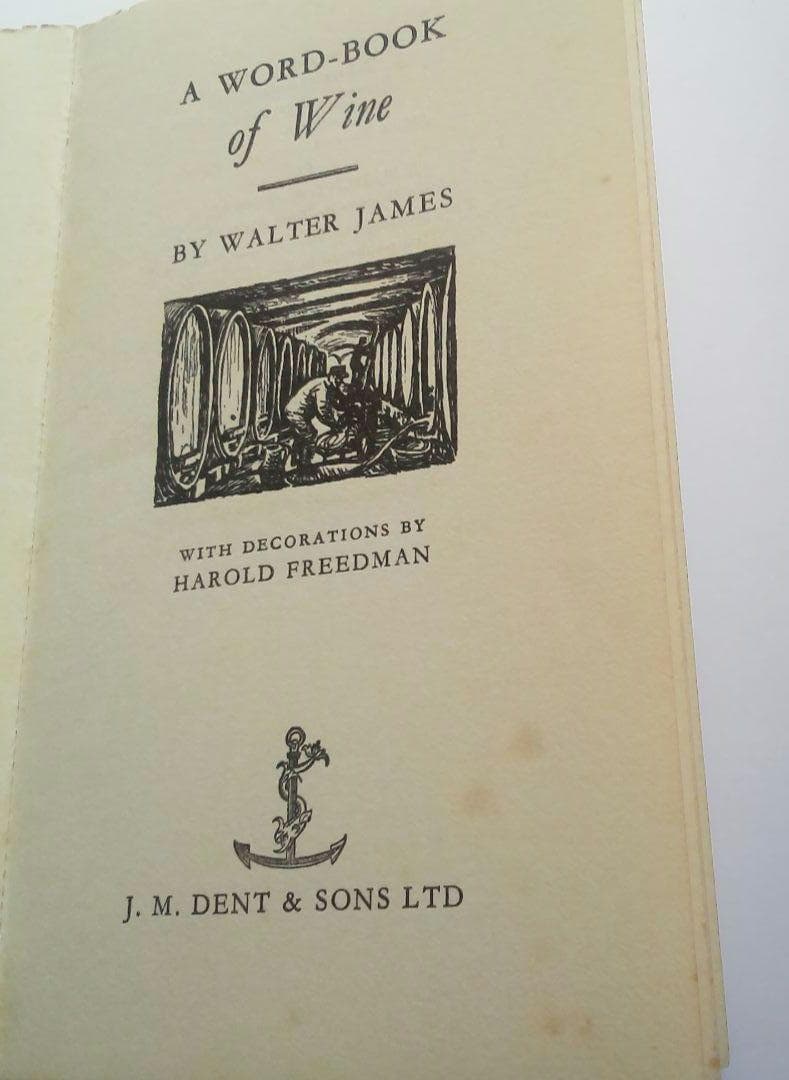 A WORD-BOOK
of Wine
BY WALTER JAMES
WITH DECORATIONS BY
HAROLD FREEDMAN
J. M. DENT & SONS LTD